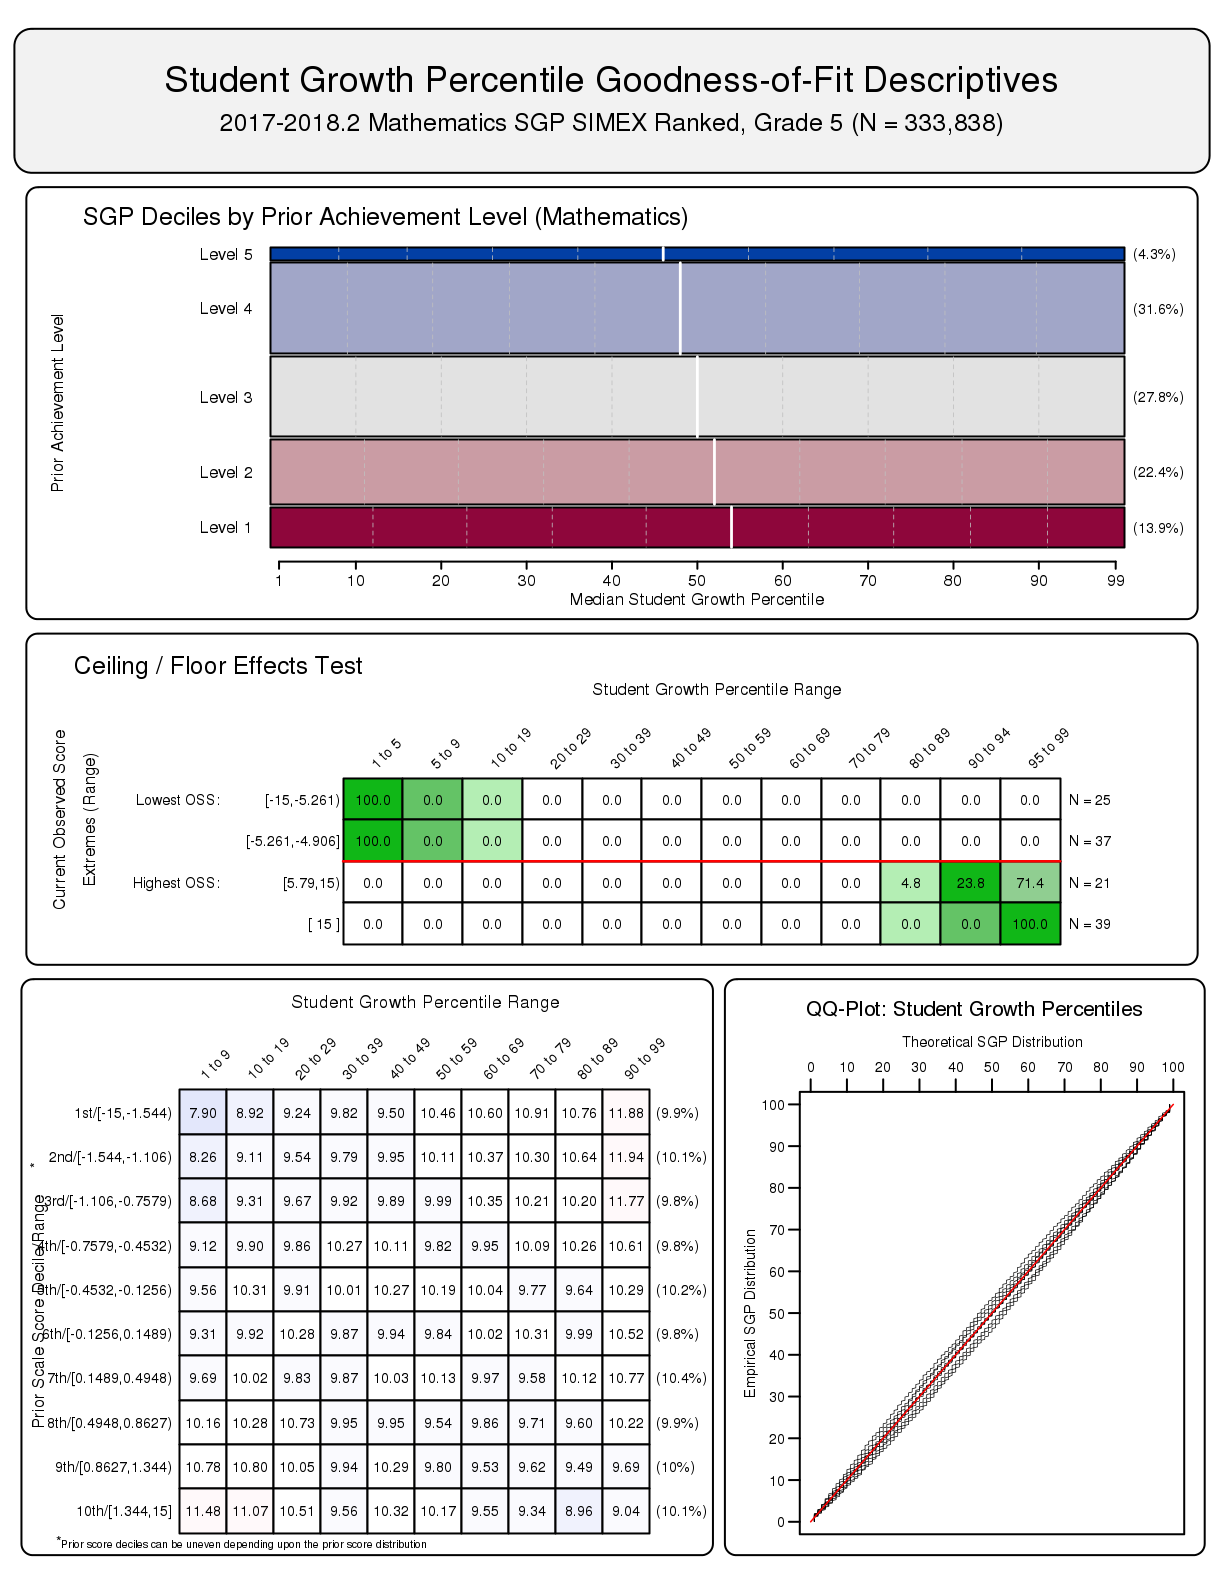 Student Growth Percentile Goodness-of-Fit Descriptives
2017-2018.2 Mathematics SGP SIMEX Ranked, Grade 5 (N = 333,838)
SGP Deciles by Prior Achievement Level (Mathematics)
Prior Achievement Level
Level 5 (4.3%)
Level 4 (31.6%)
Level 3 (27.8%)
Level 2 (22.4%)
Level 1 (13.9%)
1 10 20 30 40 50 60 70 80 90 99
Median Student Growth Percentile
Ceiling / Floor Effects Test
Student Growth Percentile Range
Current Observed Score
Extremes (Range)
1 to 5 5 to 9 10 to 19 20 to 29 30 to 39 40 to 49 50 to 59 60 to 69 70 to 79 80 to 89 90 to 94 95 to 99
Lowest OSS: [-15,-5.261) 100.0 0.0 0.0 0.0 0.0 0.0 0.0 0.0 0.0 0.0 0.0 0.0 N = 25
[-5.261,-4.906] 100.0 0.0 0.0 0.0 0.0 0.0 0.0 0.0 0.0 0.0 0.0 0.0 N = 37
Highest OSS: [5.79,15) 0.0 0.0 0.0 0.0 0.0 0.0 0.0 0.0 0.0 4.8 23.8 71.4 N = 21
[ 15 ] 0.0 0.0 0.0 0.0 0.0 0.0 0.0 0.0 0.0 0.0 0.0 100.0 N = 39
Student Growth Percentile Range
Prior Scale Score Decile/Range *
1 to 9 10 to 19 20 to 29 30 to 39 40 to 49 50 to 59 60 to 69 70 to 79 80 to 89 90 to 99
1st/[-15,-1.544) 7.90 8.92 9.24 9.82 9.50 10.46 10.60 10.91 10.76 11.88 (9.9%)
2nd/[-1.544,-1.106) 8.26 9.11 9.54 9.79 9.95 10.11 10.37 10.30 10.64 11.94 (10.1%)
3rd/[-1.106,-0.7579) 8.68 9.31 9.67 9.92 9.89 9.99 10.35 10.21 10.20 11.77 (9.8%)
4th/[-0.7579,-0.4532) 9.12 9.90 9.86 10.27 10.11 9.82 9.95 10.09 10.26 10.61 (9.8%)
5th/[-0.4532,-0.1256) 9.56 10.31 9.91 10.01 10.27 10.19 10.04 9.77 9.64 10.29 (10.2%)
6th/[-0.1256,0.1489) 9.31 9.92 10.28 9.87 9.94 9.84 10.02 10.31 9.99 10.52 (9.8%)
7th/[0.1489,0.4948) 9.69 10.02 9.83 9.87 10.03 10.13 9.97 9.58 10.12 10.77 (10.4%)
8th/[0.4948,0.8627) 10.16 10.28 10.73 9.95 9.95 9.54 9.86 9.71 9.60 10.22 (9.9%)
9th/[0.8627,1.344) 10.78 10.80 10.05 9.94 10.29 9.80 9.53 9.62 9.49 9.69 (10%)
10th/[1.344,15] 11.48 11.07 10.51 9.56 10.32 10.17 9.55 9.34 8.96 9.04 (10.1%)
*Prior score deciles can be uneven depending upon the prior score distribution
QQ-Plot: Student Growth Percentiles
Theoretical SGP Distribution
0 10 20 30 40 50 60 70 80 90 100
Empirical SGP Distribution
100
90
80
70
60
50
40
30
20
10
0